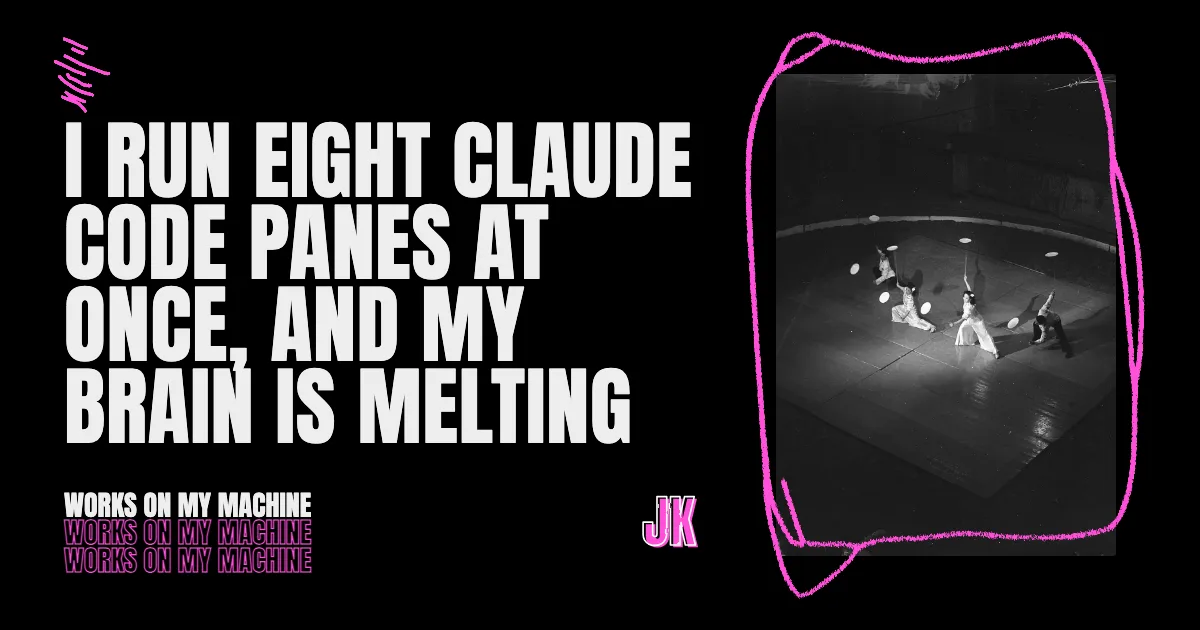 I RUN EIGHT CLAUDE
CODE PANES AT
ONCE, AND MY
BRAIN IS MELTING
WORKS ON MY MACHINE
WORKS ON MY MACHINE
WORKS ON MY MACHINE
JK